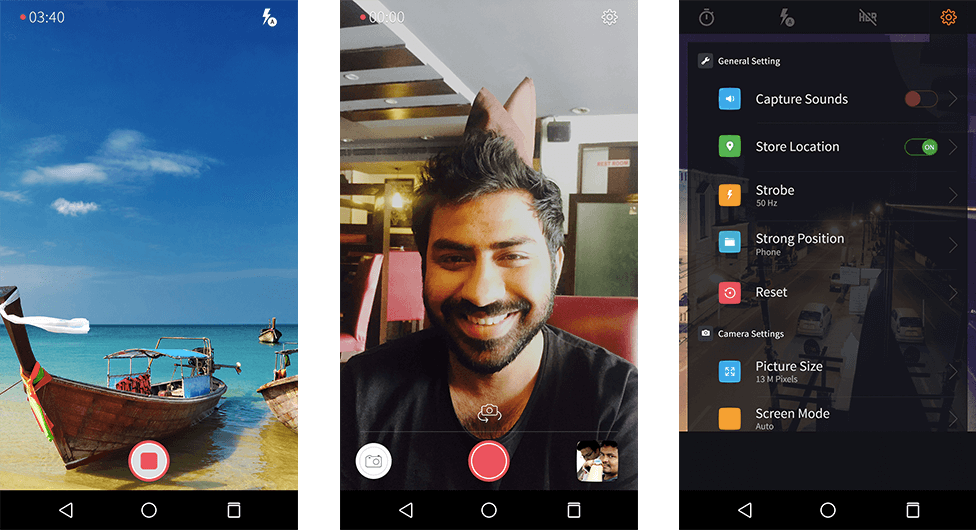 03:40
A
00:00
REST ROOM
A
HDR
General Setting
Capture Sounds
Store Location
ON
Strobe
50 Hz
Strong Position
Phone
Reset
Camera Settings
Picture Size
13 M Pixels
Screen Mode
Auto